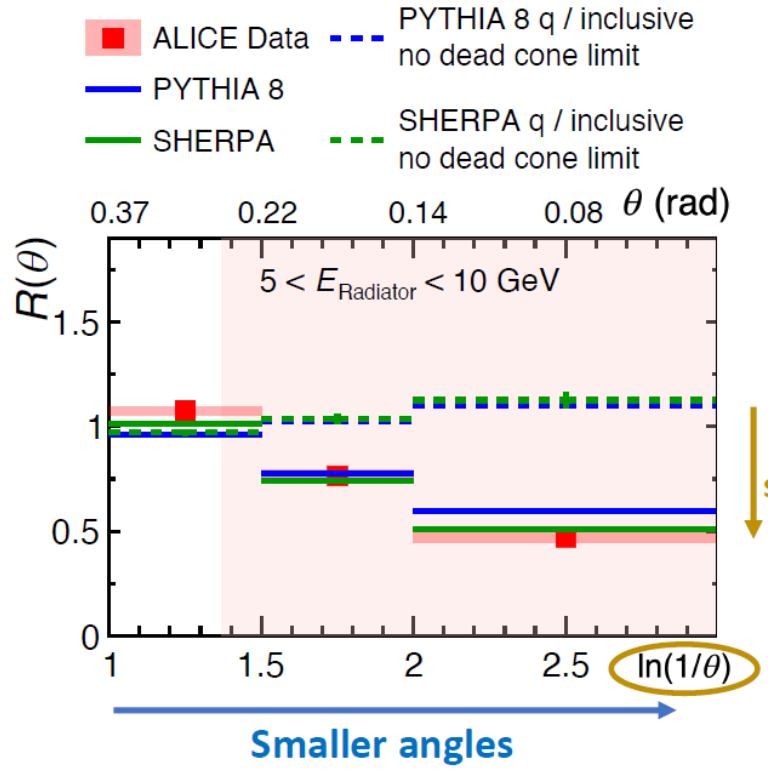 ALICE Data
PYTHIA 8
SHERPA
PYTHIA 8 q / inclusive
no dead cone limit
SHERPA q / inclusive
no dead cone limit
0.37 0.22 0.14 0.08 θ (rad)
R(θ)
5 < E_Radiator < 10 GeV
1.5
1
0.5
0
s
1 1.5 2 2.5 ln(1/θ)
Smaller angles